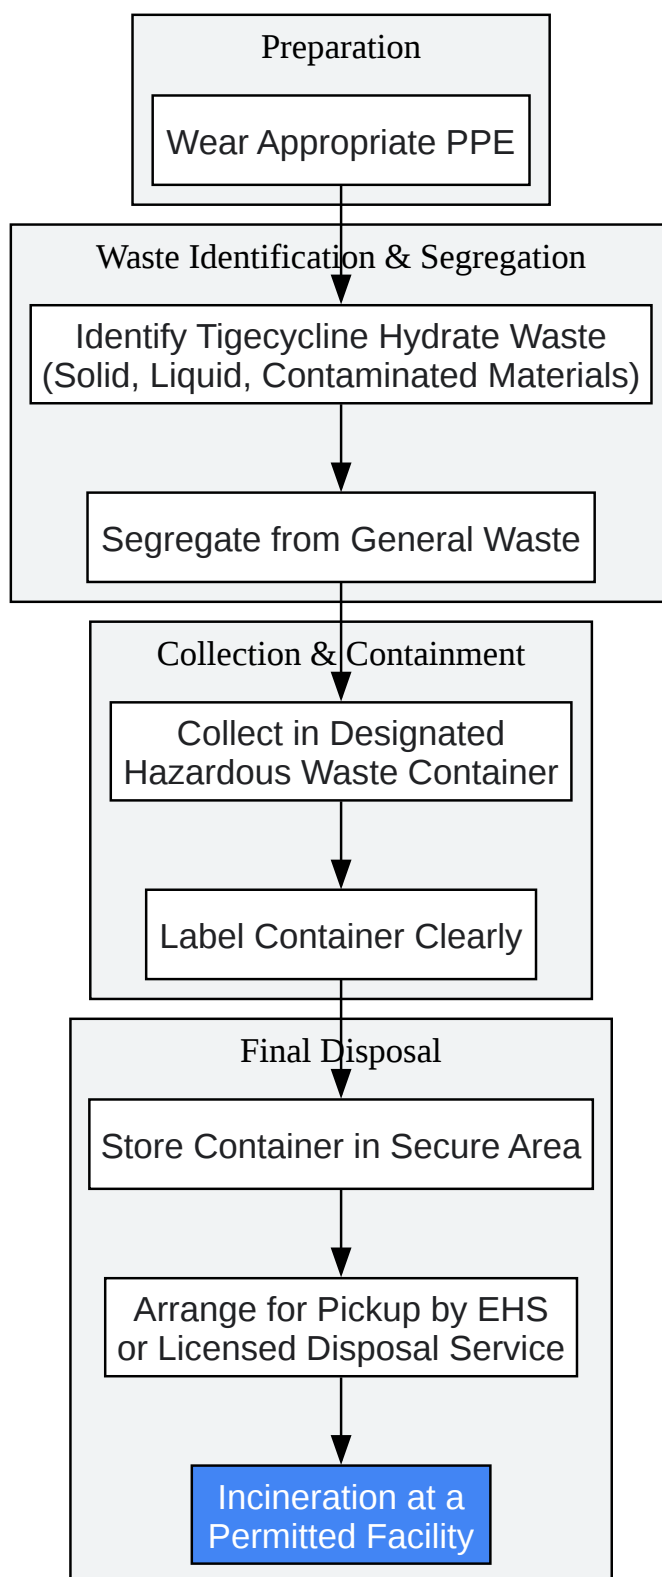 Preparation
Wear Appropriate PPE
Waste Identification & Segregation
Identify Tigecycline Hydrate Waste
(Solid, Liquid, Contaminated Materials)
Segregate from General Waste
Collection & Containment
Collect in Designated
Hazardous Waste Container
Label Container Clearly
Final Disposal
Store Container in Secure Area
Arrange for Pickup by EHS
or Licensed Disposal Service
Incineration at a
Permitted Facility